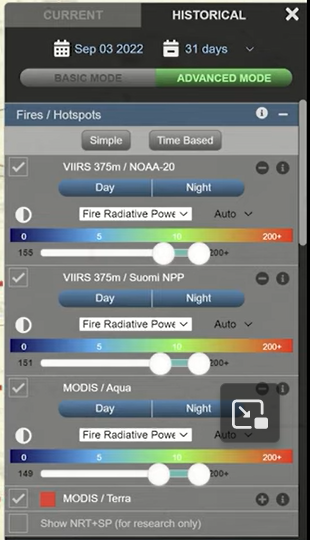 CURRENT HISTORICAL
Sep 03 2022 31 days
BASIC MODE ADVANCED MODE
Fires / Hotspots
Simple Time Based
VIIRS 375m / NOAA-20
Day Night
Fire Radiative Powe Auto
0 5 10 200+
155 200+
VIIRS 375m / Suomi NPP
Day Night
Fire Radiative Powe Auto
0 5 10 200+
151 200+
MODIS / Aqua
Day Night
Fire Radiative Powe Auto
0 5 10 200+
149 200+
MODIS / Terra
Show NRT+SP (for research only)